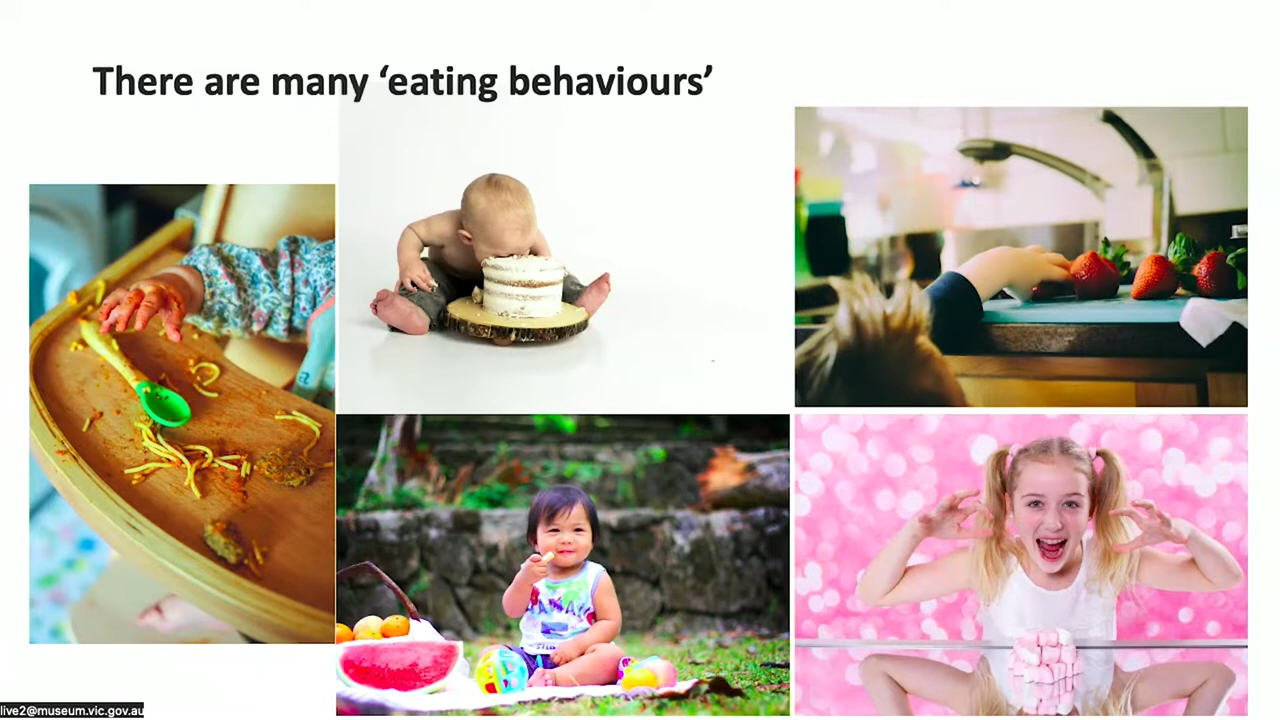 There are many ‘eating behaviours’
live2@museum.vic.gov.au